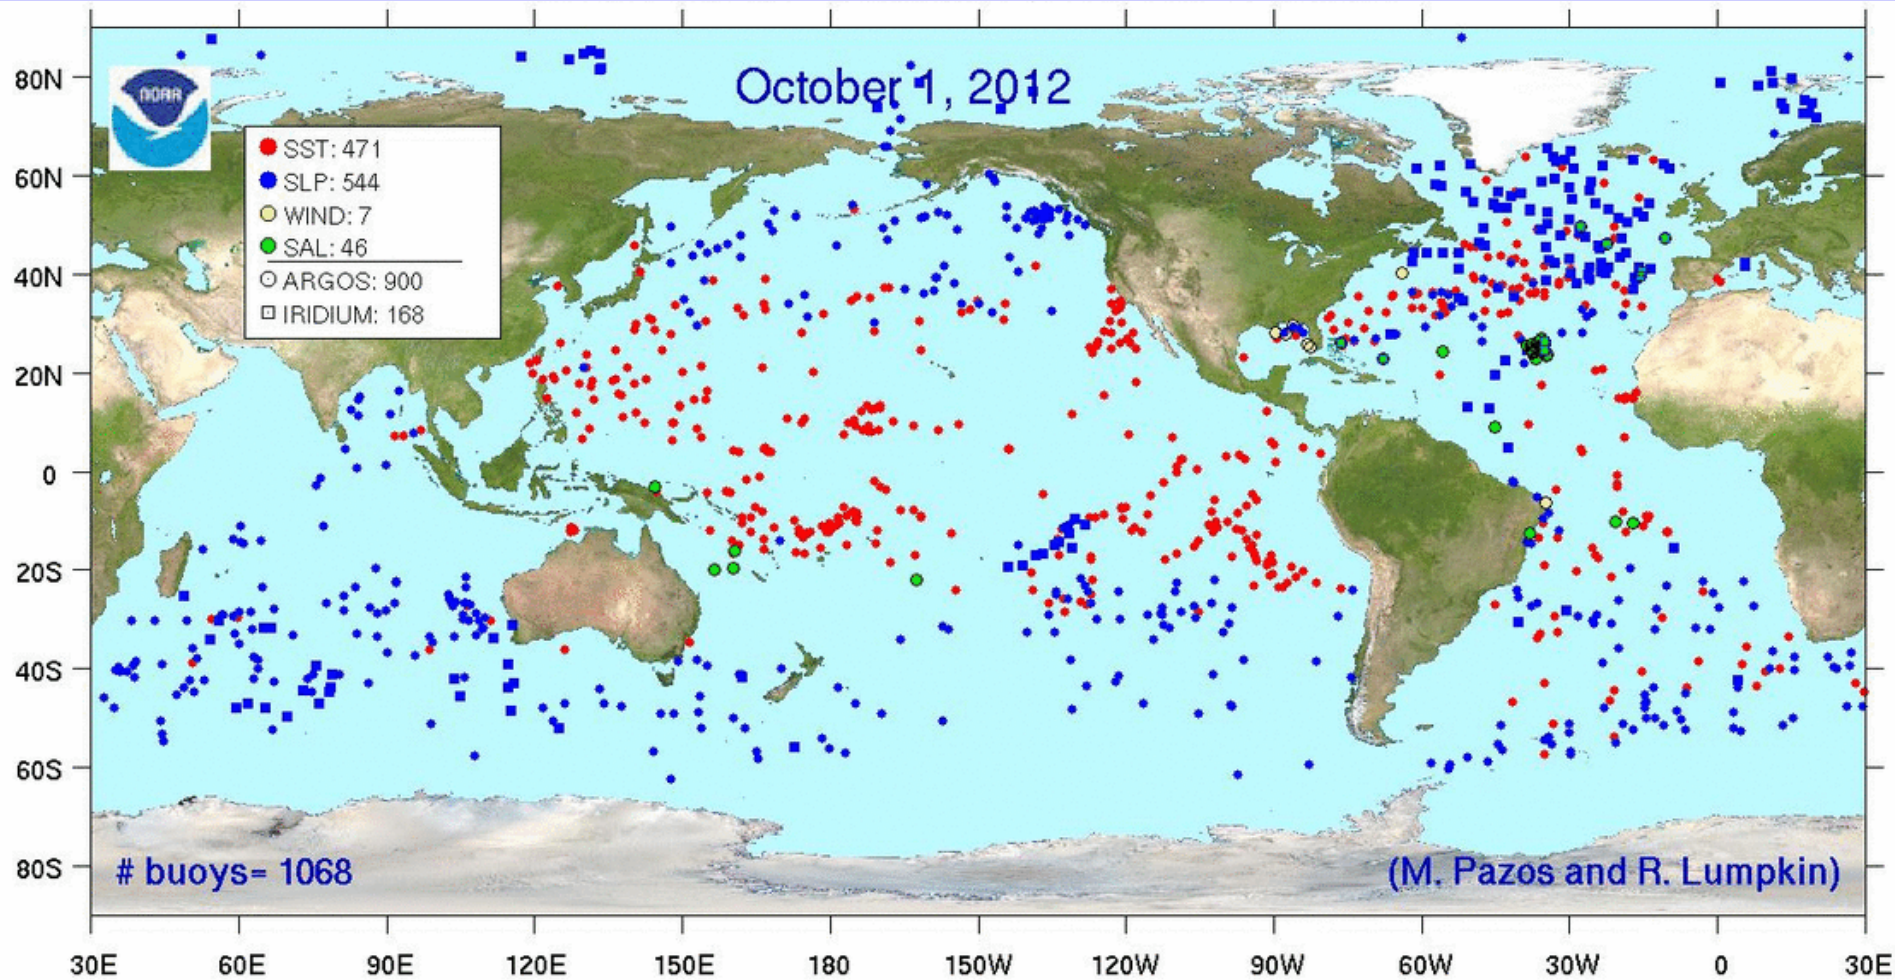 October 1, 2012
NOAA
SST: 471
SLP: 544
WIND: 7
SAL: 46
ARGOS: 900
IRIDIUM: 168
80N
60N
40N
20N
0
20S
40S
60S
80S
# buoys= 1068
(M. Pazos and R. Lumpkin)
30E 60E 90E 120E 150E 180 150W 120W 90W 60W 30W 0 30E